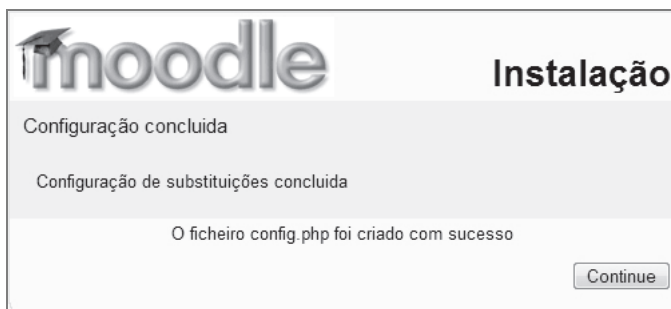 moodle
Instalação
Configuração concluida
Configuração de substituições concluida
O ficheiro config.php foi criado com sucesso
Continue